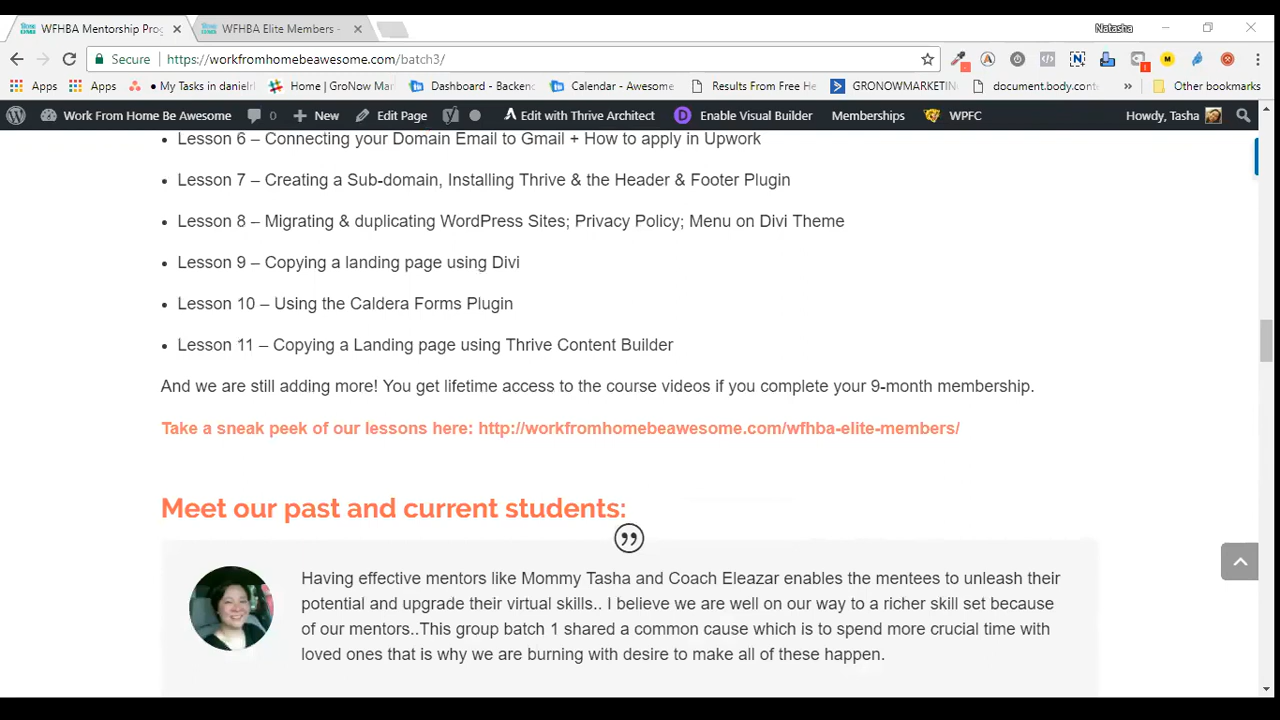 WFHBA Mentorship Prog
WFHBA Elite Members -
Natasha
Secure
https://workfromhomebeawesome.com/batch3/
Apps
Apps
My Tasks in danielr
Home | GroNow Mark
Dashboard - Backen
Calendar - Awesome
Results From Free He
GRONOWMARKETIN
document.body.cont
Other bookmarks
Work From Home Be Awesome
0
New
Edit Page
Edit with Thrive Architect
Enable Visual Builder
Memberships
WPFC
Howdy, Tasha
Lesson 6 – Connecting your Domain Email to Gmail + How to apply in Upwork
Lesson 7 – Creating a Sub-domain, Installing Thrive & the Header & Footer Plugin
Lesson 8 – Migrating & duplicating WordPress Sites; Privacy Policy; Menu on Divi Theme
Lesson 9 – Copying a landing page using Divi
Lesson 10 – Using the Caldera Forms Plugin
Lesson 11 – Copying a Landing page using Thrive Content Builder
And we are still adding more! You get lifetime access to the course videos if you complete your 9-month membership.
Take a sneak peek of our lessons here: http://workfromhomebeawesome.com/wfhba-elite-members/
Meet our past and current students:
Having effective mentors like Mommy Tasha and Coach Eleazar enables the mentees to unleash their
potential and upgrade their virtual skills.. I believe we are well on our way to a richer skill set because
of our mentors..This group batch 1 shared a common cause which is to spend more crucial time with
loved ones that is why we are burning with desire to make all of these happen.